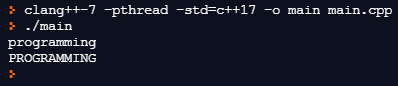 > clang++-7 -pthread -std=c++17 -o main main.cpp
> ./main
programming
PROGRAMMING
>